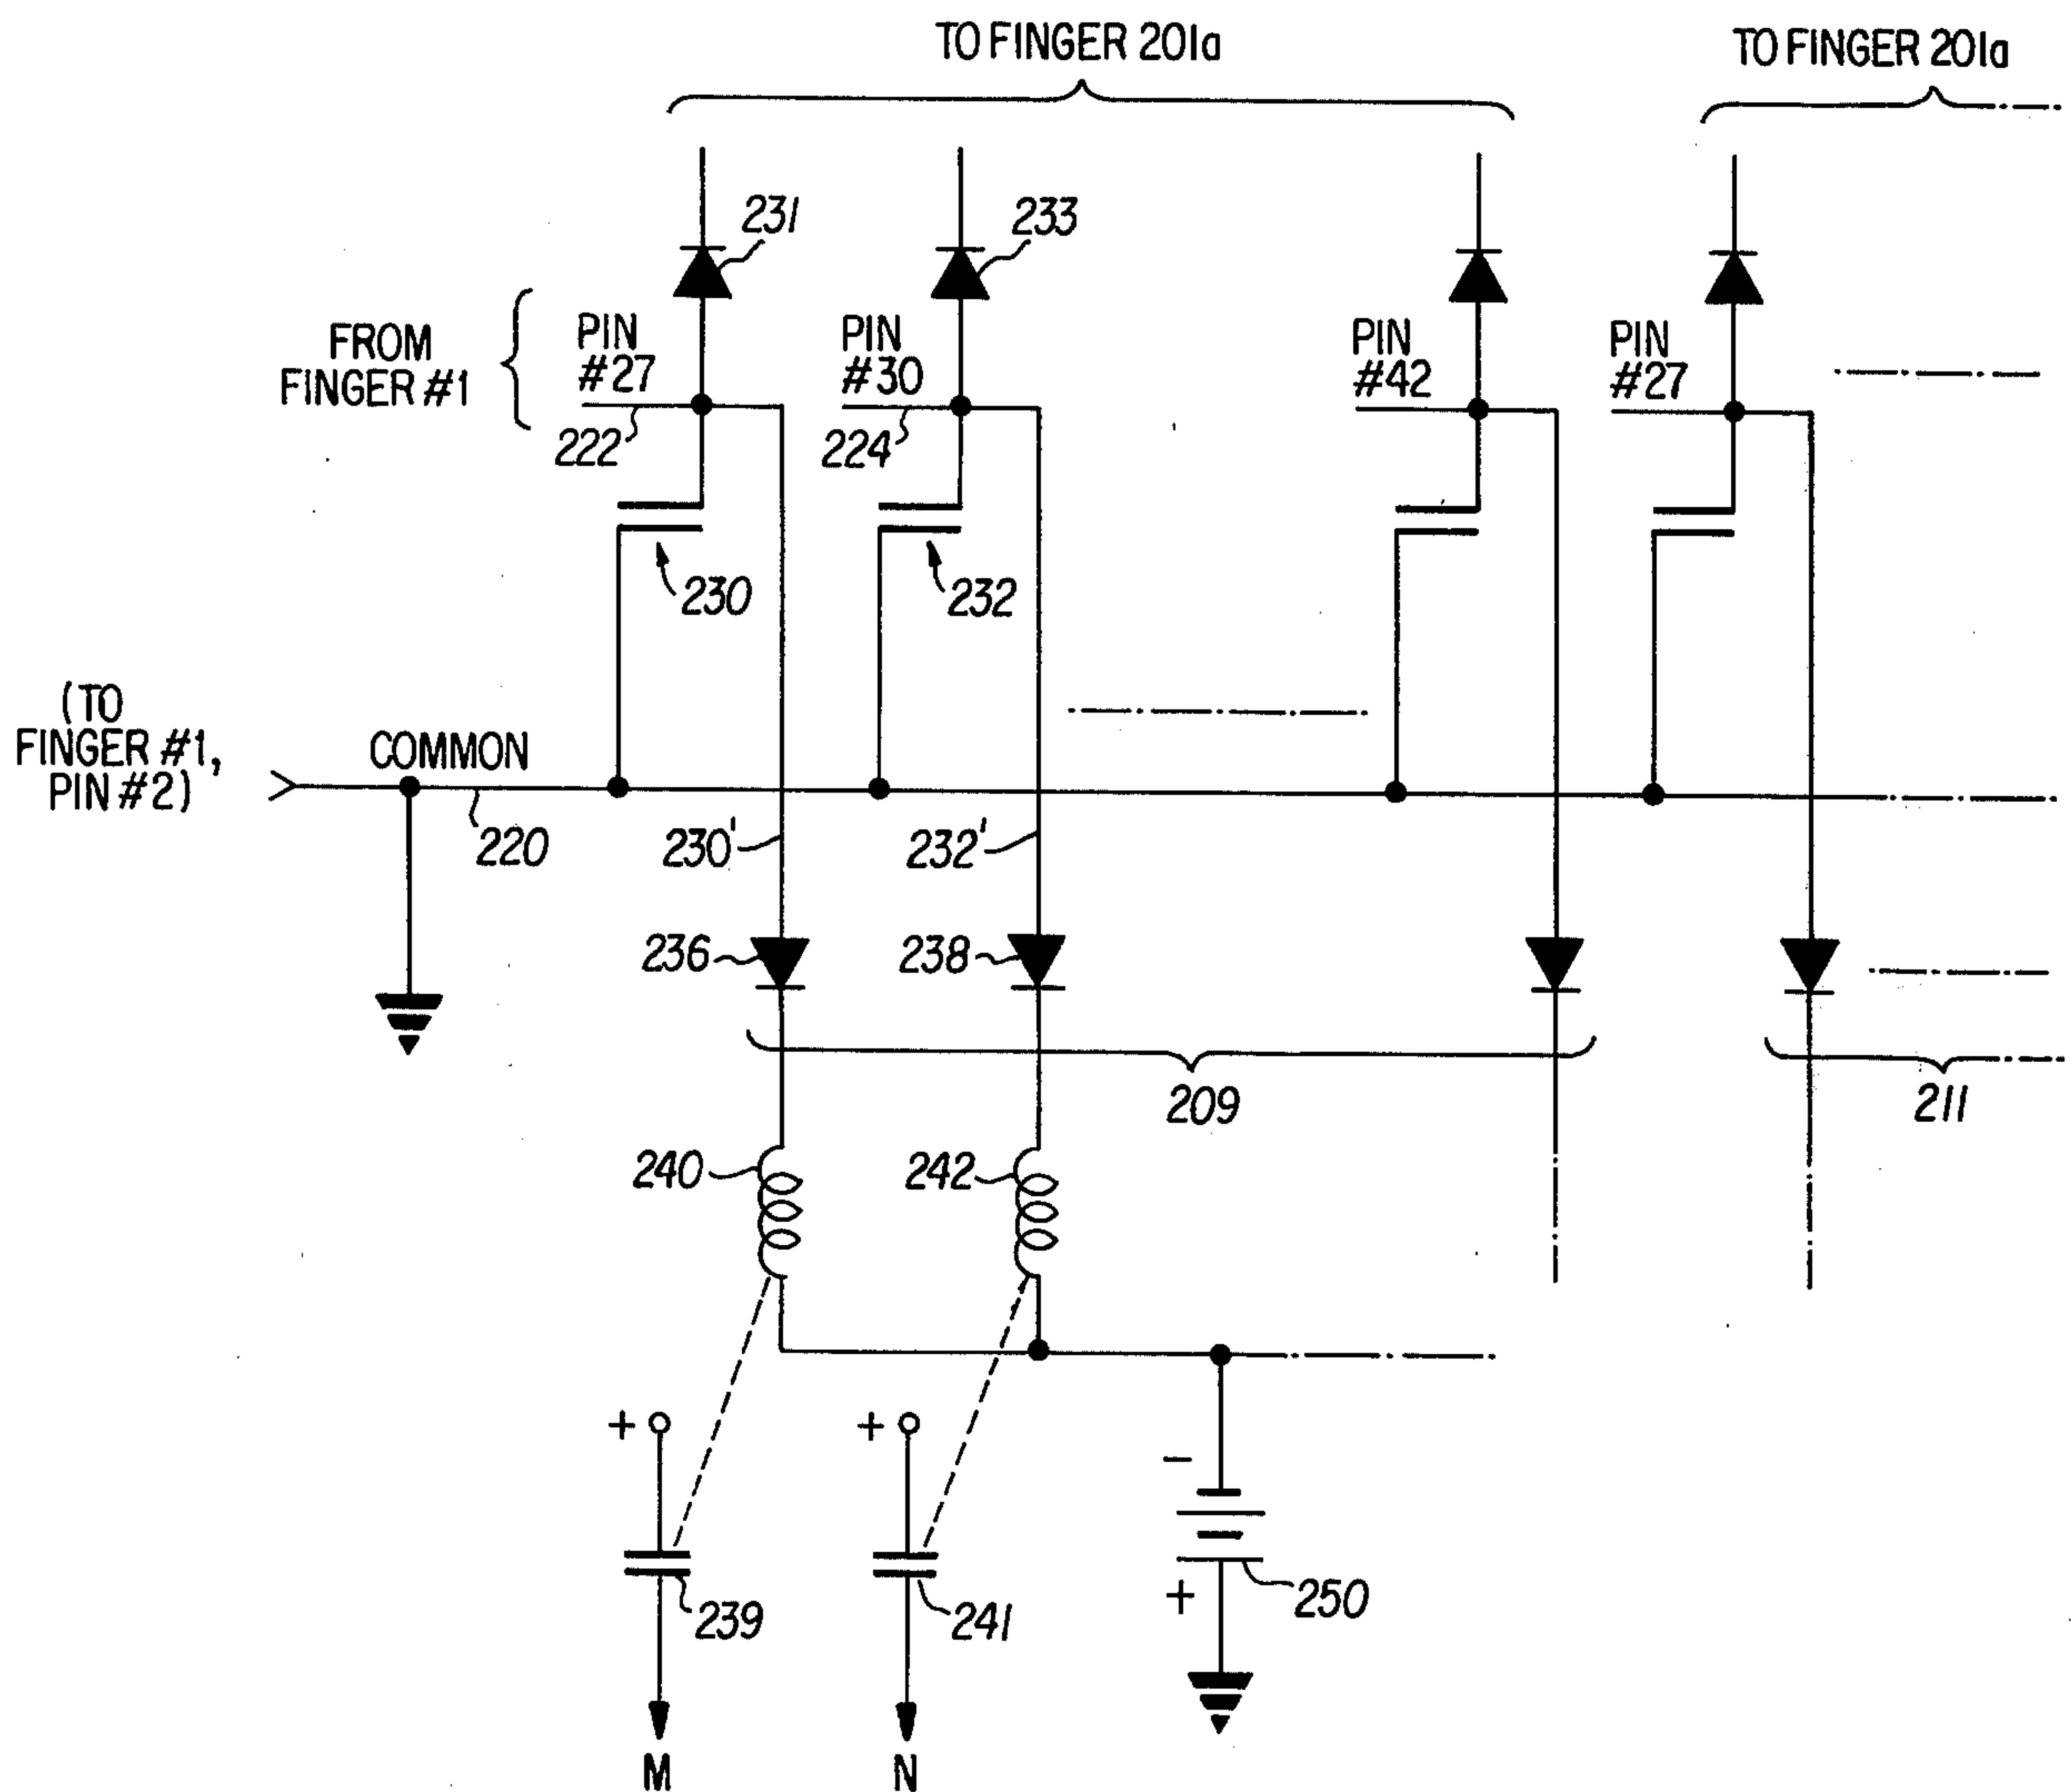 TO FINGER 201a
TO FINGER 201a
231
233
FROM
FINGER #1
PIN
#27
PIN
#30
PIN
#42
PIN
#27
222
224
230
232
(TO
FINGER #1,
PIN #2)
COMMON
220
230'
232'
236
238
209
211
240
242
+
+
-
239
241
+
250
M
N